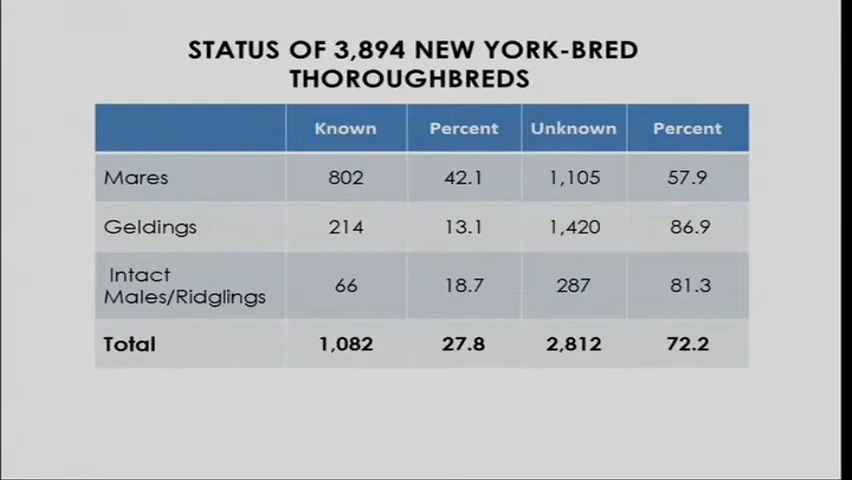 STATUS OF 3,894 NEW YORK-BRED
THOROUGHBREDS
Known Percent Unknown Percent
Mares 802 42.1 1,105 57.9
Geldings 214 13.1 1,420 86.9
Intact
Males/Ridglings 66 18.7 287 81.3
Total 1,082 27.8 2,812 72.2